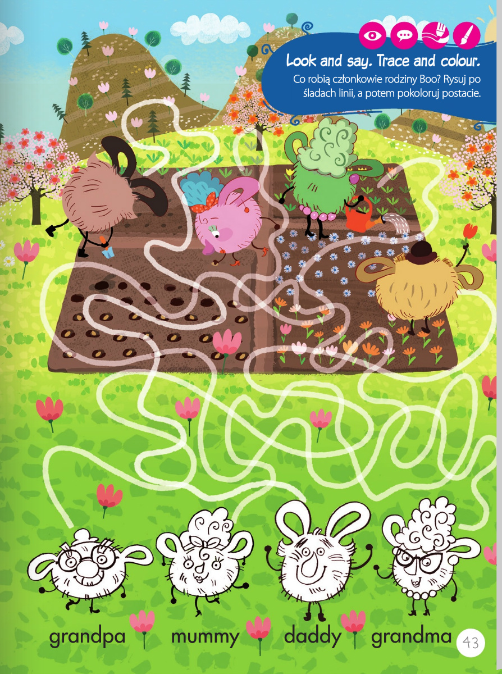 Look and say. Trace and colour.
Co robią członkowie rodziny Boo? Rysuj po
śladach linii, a potem pokoloruj postacie.
grandpa mummy daddy grandma 43